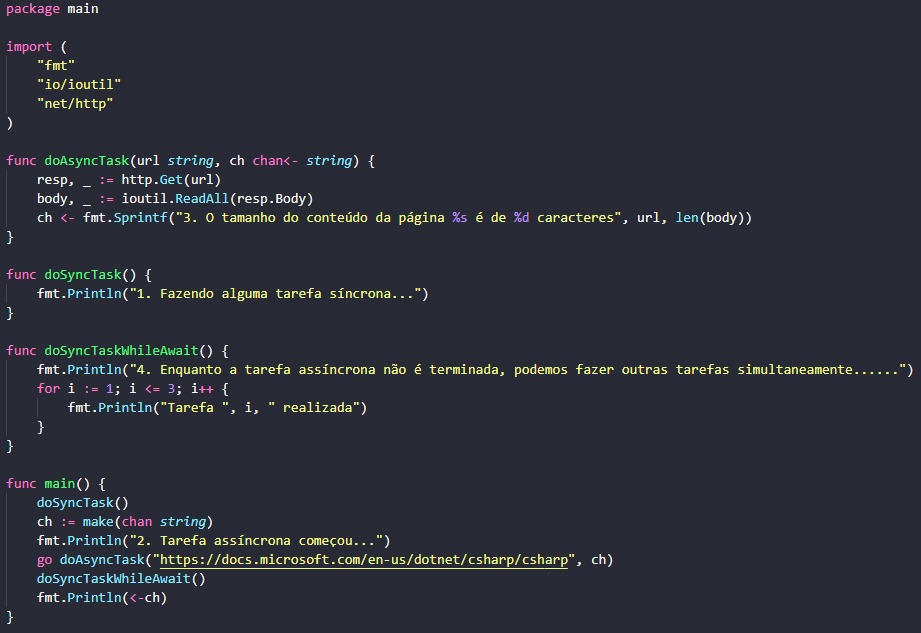 package main
import (
    "fmt"
    "io/ioutil"
    "net/http"
)
func doAsyncTask(url string, ch chan<- string) {
    resp, _ := http.Get(url)
    body, _ := ioutil.ReadAll(resp.Body)
    ch <- fmt.Sprintf("3. O tamanho do conteúdo da página %s é de %d caracteres", url, len(body))
}
func doSyncTask() {
    fmt.Println("1. Fazendo alguma tarefa síncrona...")
}
func doSyncTaskWhileAwait() {
    fmt.Println("4. Enquanto a tarefa assíncrona não é terminada, podemos fazer outras tarefas simultaneamente......")
    for i := 1; i <= 3; i++ {
        fmt.Println("Tarefa ", i, " realizada")
    }
}
func main() {
    doSyncTask()
    ch := make(chan string)
    fmt.Println("2. Tarefa assíncrona começou...")
    go doAsyncTask("https://docs.microsoft.com/en-us/dotnet/csharp/csharp", ch)
    doSyncTaskWhileAwait()
    fmt.Println(<-ch)
}